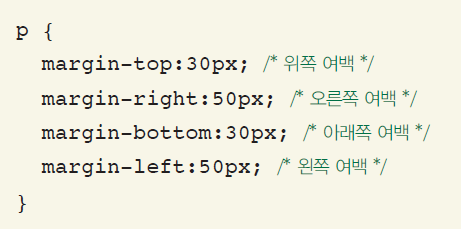 p {
margin-top:30px; /* 위쪽 여백 */
margin-right:50px; /* 오른쪽 여백 */
margin-bottom:30px; /* 아래쪽 여백 */
margin-left:50px; /* 왼쪽 여백 */
}